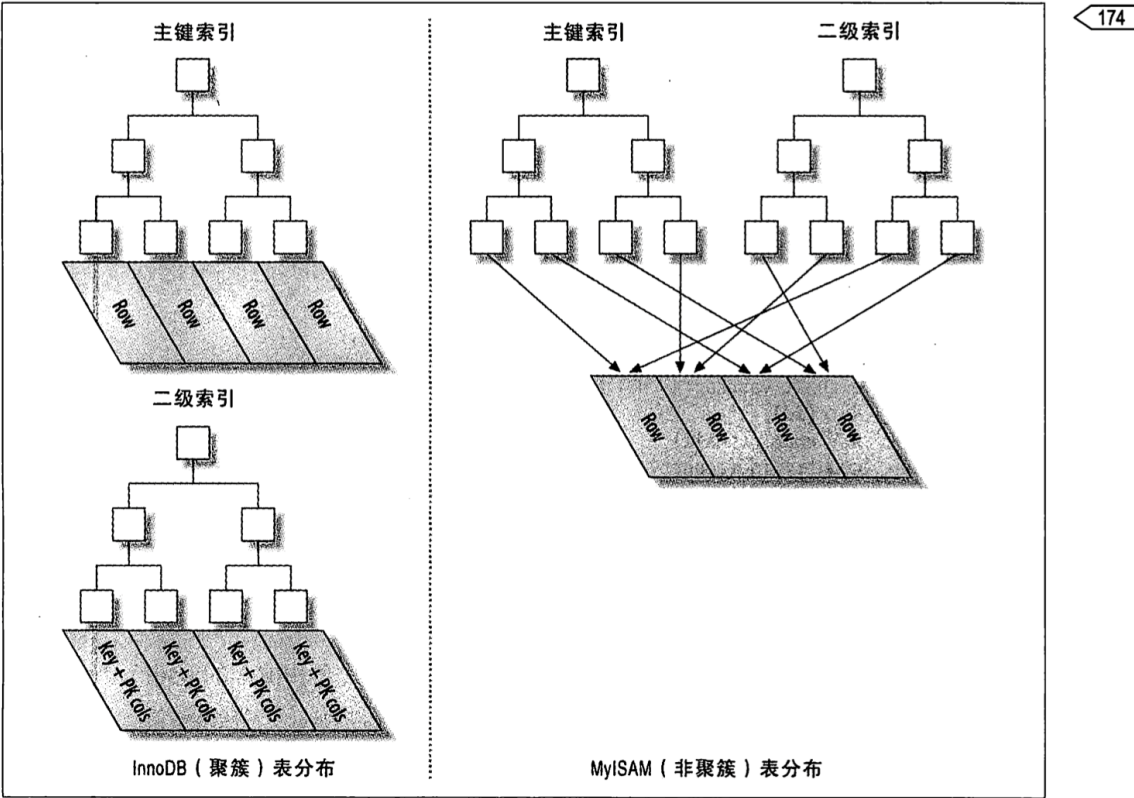 174
主键索引
Row
Row
Row
Row
二级索引
Key + PK cols
Key + PK cols
Key + PK cols
Key + PK cols
InnoDB（聚簇）表分布
主键索引
二级索引
Row
Row
Row
Row
MyISAM（非聚簇）表分布